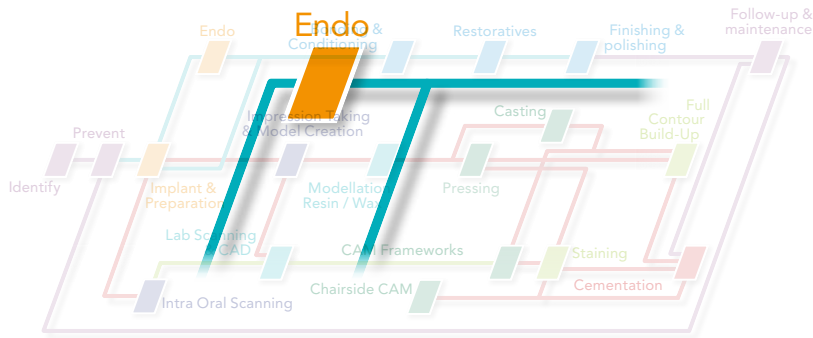 Endo
Endo
Bonding &
Conditioning
Restoratives
Finishing &
polishing
Follow-up &
maintenance
Prevent
Identify
Implant &
Preparation
Impression Taking
& Model Creation
Modellation
Resin / Wax
Casting
Pressing
Full
Contour
Build-Up
Lab Scanning
CAD
CAM Frameworks
Staining
Cementation
Chairside CAM
Intra Oral Scanning